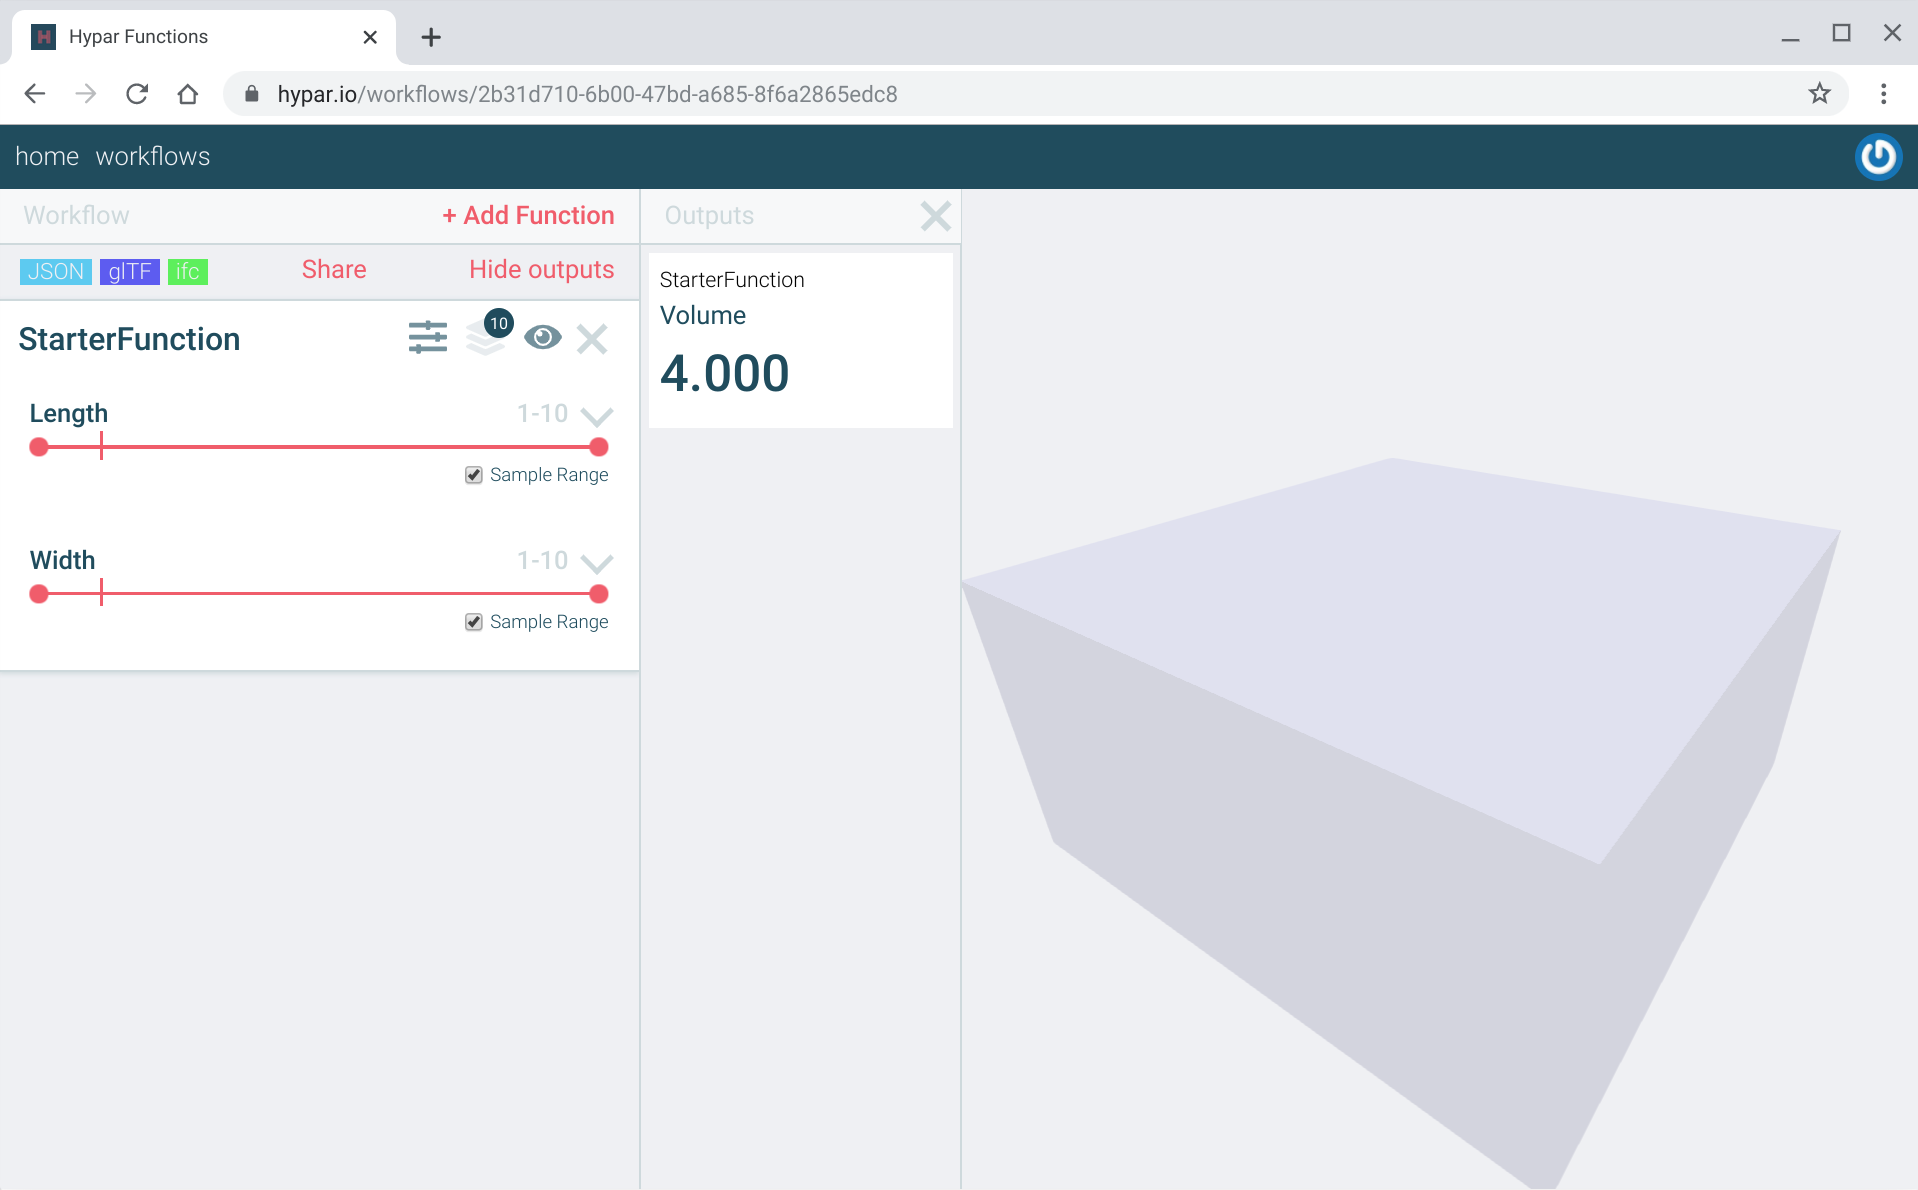 Hypar Functions
hypar.io/workflows/2b31d710-6b00-47bd-a685-8f6a2865edc8
home workflows
Workflow + Add Function
JSON glTF ifc Share Hide outputs
StarterFunction 10
Length 1-10
Sample Range
Width 1-10
Sample Range
Outputs
StarterFunction
Volume
4.000